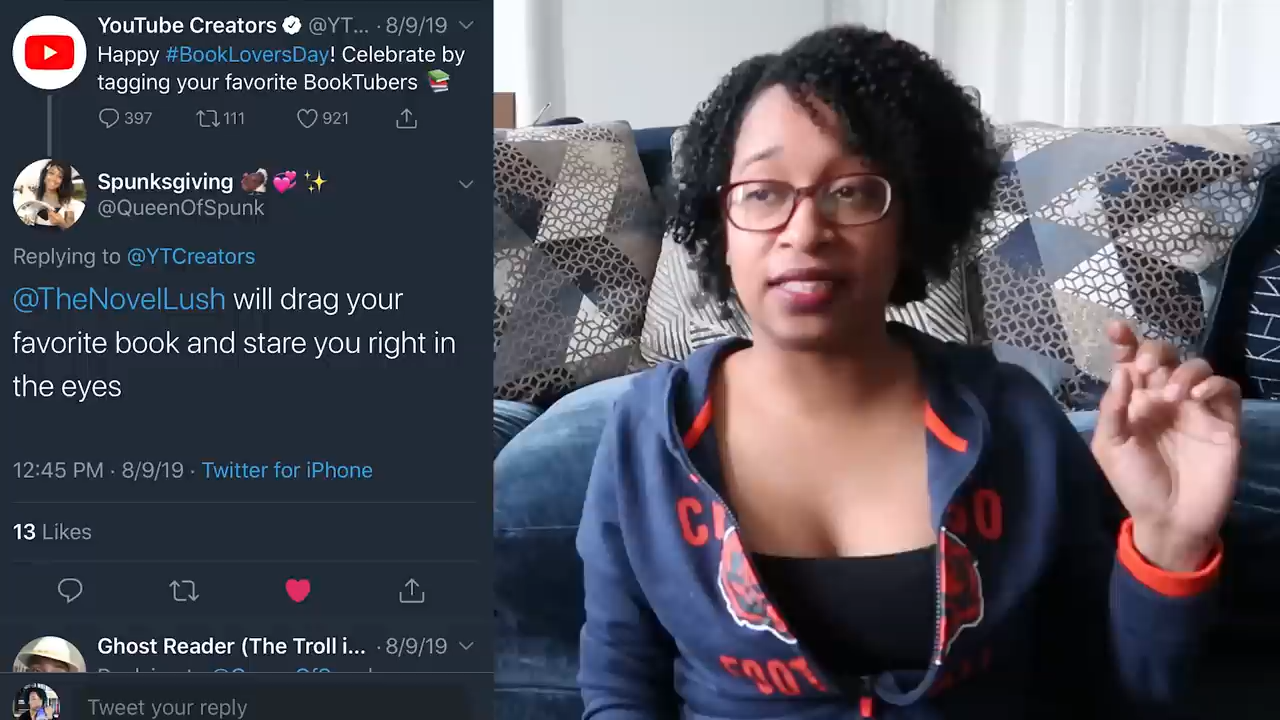 YouTube Creators @YT... · 8/9/19
Happy #BookLoversDay! Celebrate by
tagging your favorite BookTubers
397 111 921
Spunksgiving
@QueenOfSpunk
Replying to @YTCreators
@TheNovelLush will drag your
favorite book and stare you right in
the eyes
12:45 PM · 8/9/19 · Twitter for iPhone
13 Likes
Ghost Reader (The Troll i... · 8/9/19
Tweet your reply
FOOT